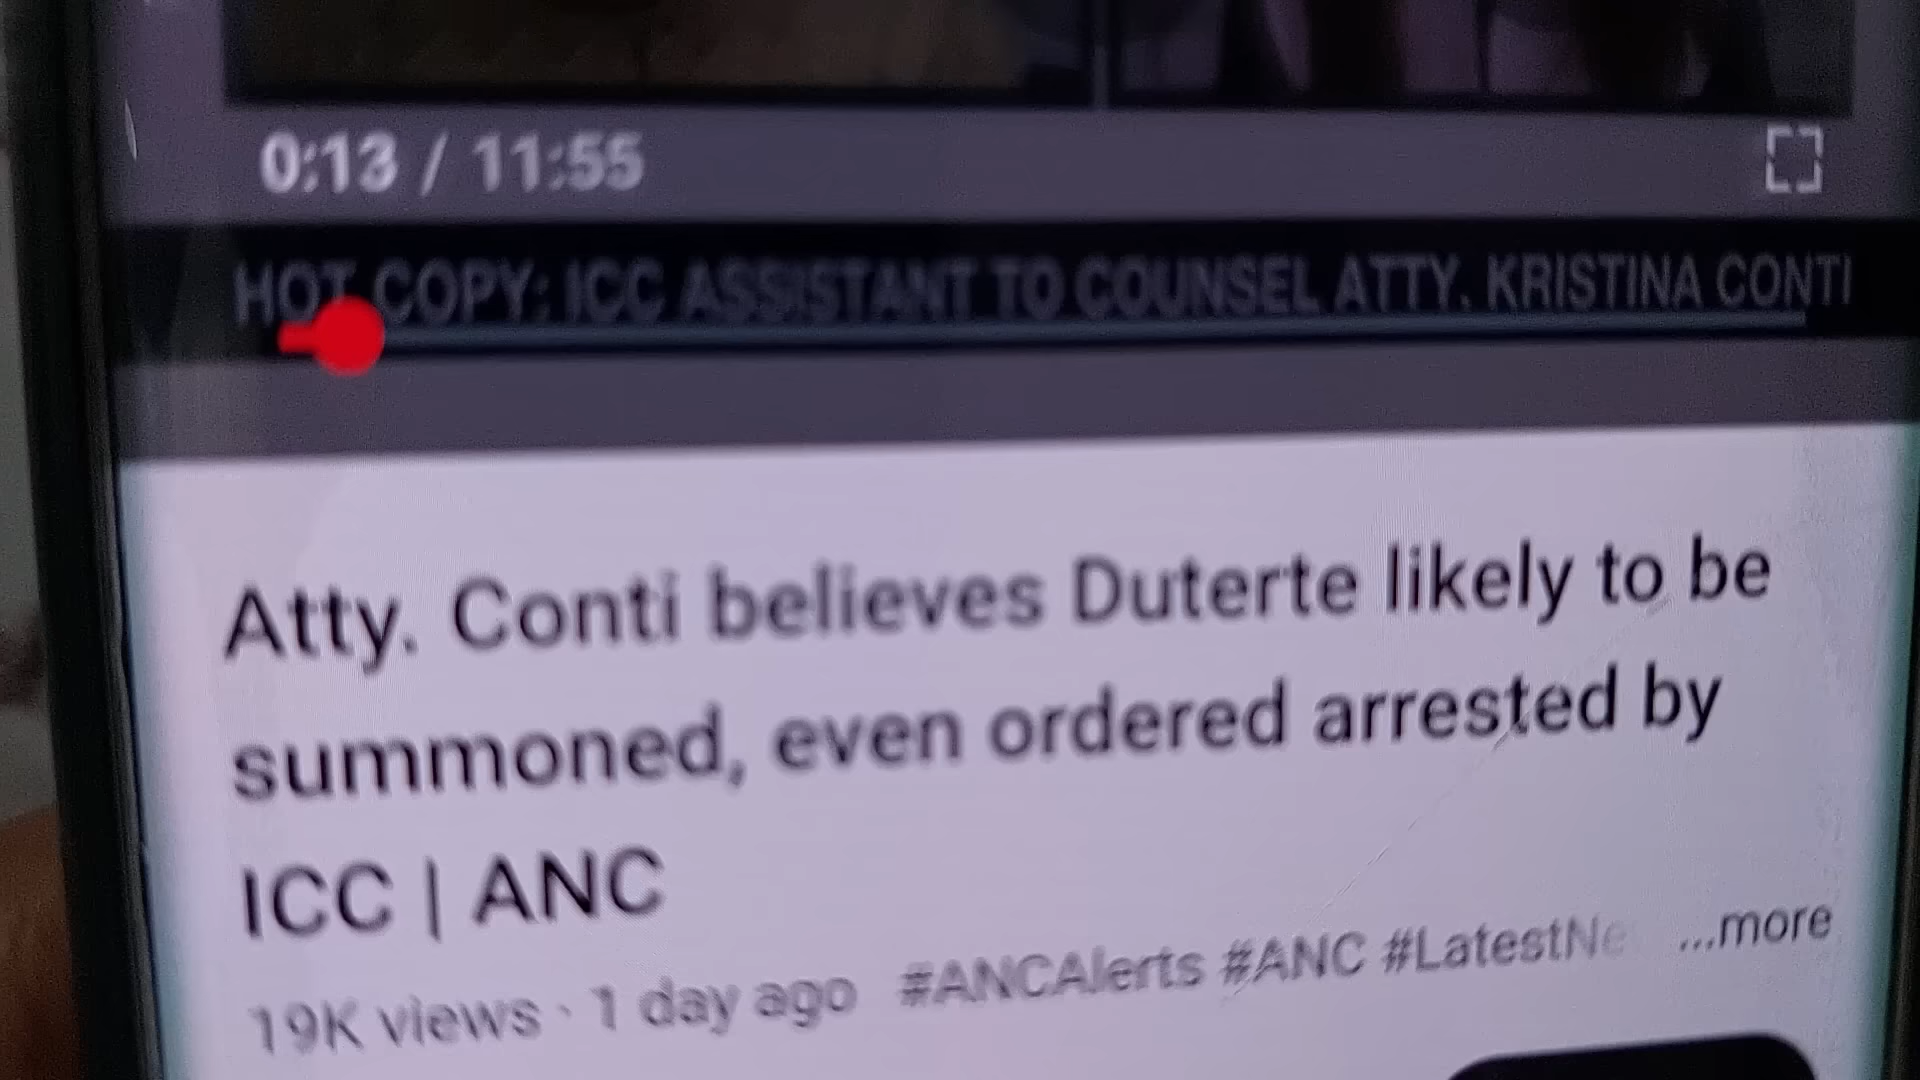 0:13 / 11:55
HOT COPY: ICC ASSISTANT TO COUNSEL ATTY. KRISTINA CONTI
Atty. Conti believes Duterte likely to be
summoned, even ordered arrested by
ICC | ANC
19K views · 1 day ago #ANCAlerts #ANC #LatestNe ...more